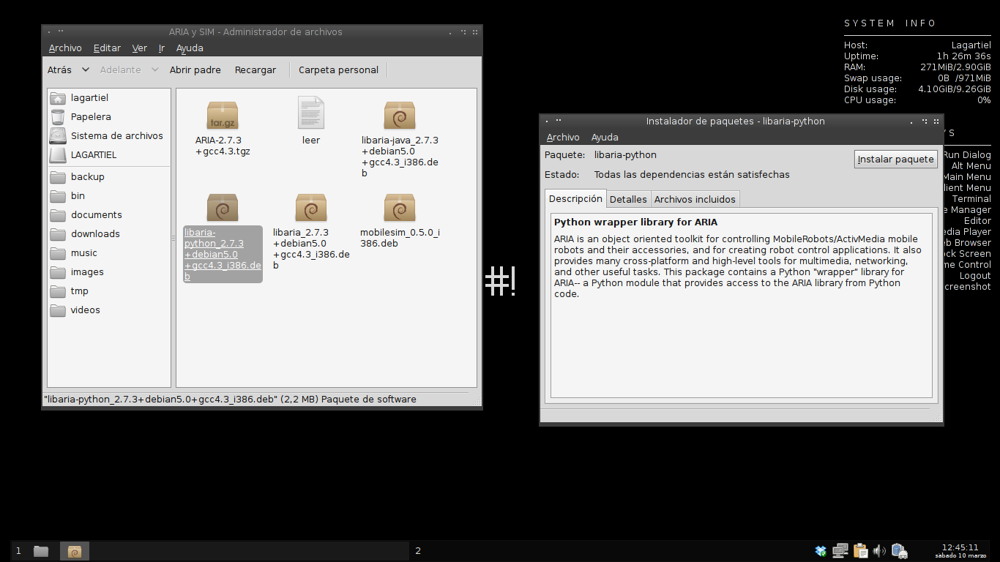 ARIA y SIM - Administrador de archivos
Archivo Editar Ver Ir Ayuda
Atrás Adelante Abrir padre Recargar Carpeta personal
lagartiel
Papelera
Sistema de archivos
LAGARTIEL
backup
bin
documents
downloads
music
images
tmp
videos
tar.gz
ARIA-2.7.3
+gcc4.3.tgz
leer
libaria-java_2.7.3
+debian5.0
+gcc4.3_i386.de
b
libaria-
python_2.7.3
+debian5.0
+gcc4.3_i386.de
b
libaria_2.7.3
+debian5.0
+gcc4.3_i386.de
b
mobilesim_0.5.0_i
386.deb
"libaria-python_2.7.3+debian5.0+gcc4.3_i386.deb" (2,2 MB) Paquete de software
#!
SYSTEM INFO
Host: Lagartiel
Uptime: 1h 26m 36s
RAM: 271MiB/2.90GiB
Swap usage: 0B /971MiB
Disk usage: 4.10GiB/9.26GiB
CPU usage: 0%
Instalador de paquetes - libaria-python
Archivo Ayuda
Paquete: libaria-python
Instalar paquete
Estado: Todas las dependencias están satisfechas
Descripción Detalles Archivos incluidos
Python wrapper library for ARIA
ARIA is an object oriented toolkit for controlling MobileRobots/ActivMedia mobile
robots and their accessories, and for creating robot control applications. It also
provides many cross-platform and high-level tools for multimedia, networking,
and other useful tasks. This package contains a Python "wrapper" library for
ARIA-- a Python module that provides access to the ARIA library from Python
code.
YS
Run Dialog
Alt Menu
Main Menu
lient Menu
Terminal
e Manager
Editor
edia Player
eb Browser
ock Screen
me Control
Logout
creenshot
1
2
12:45:11
sábado 10 marzo